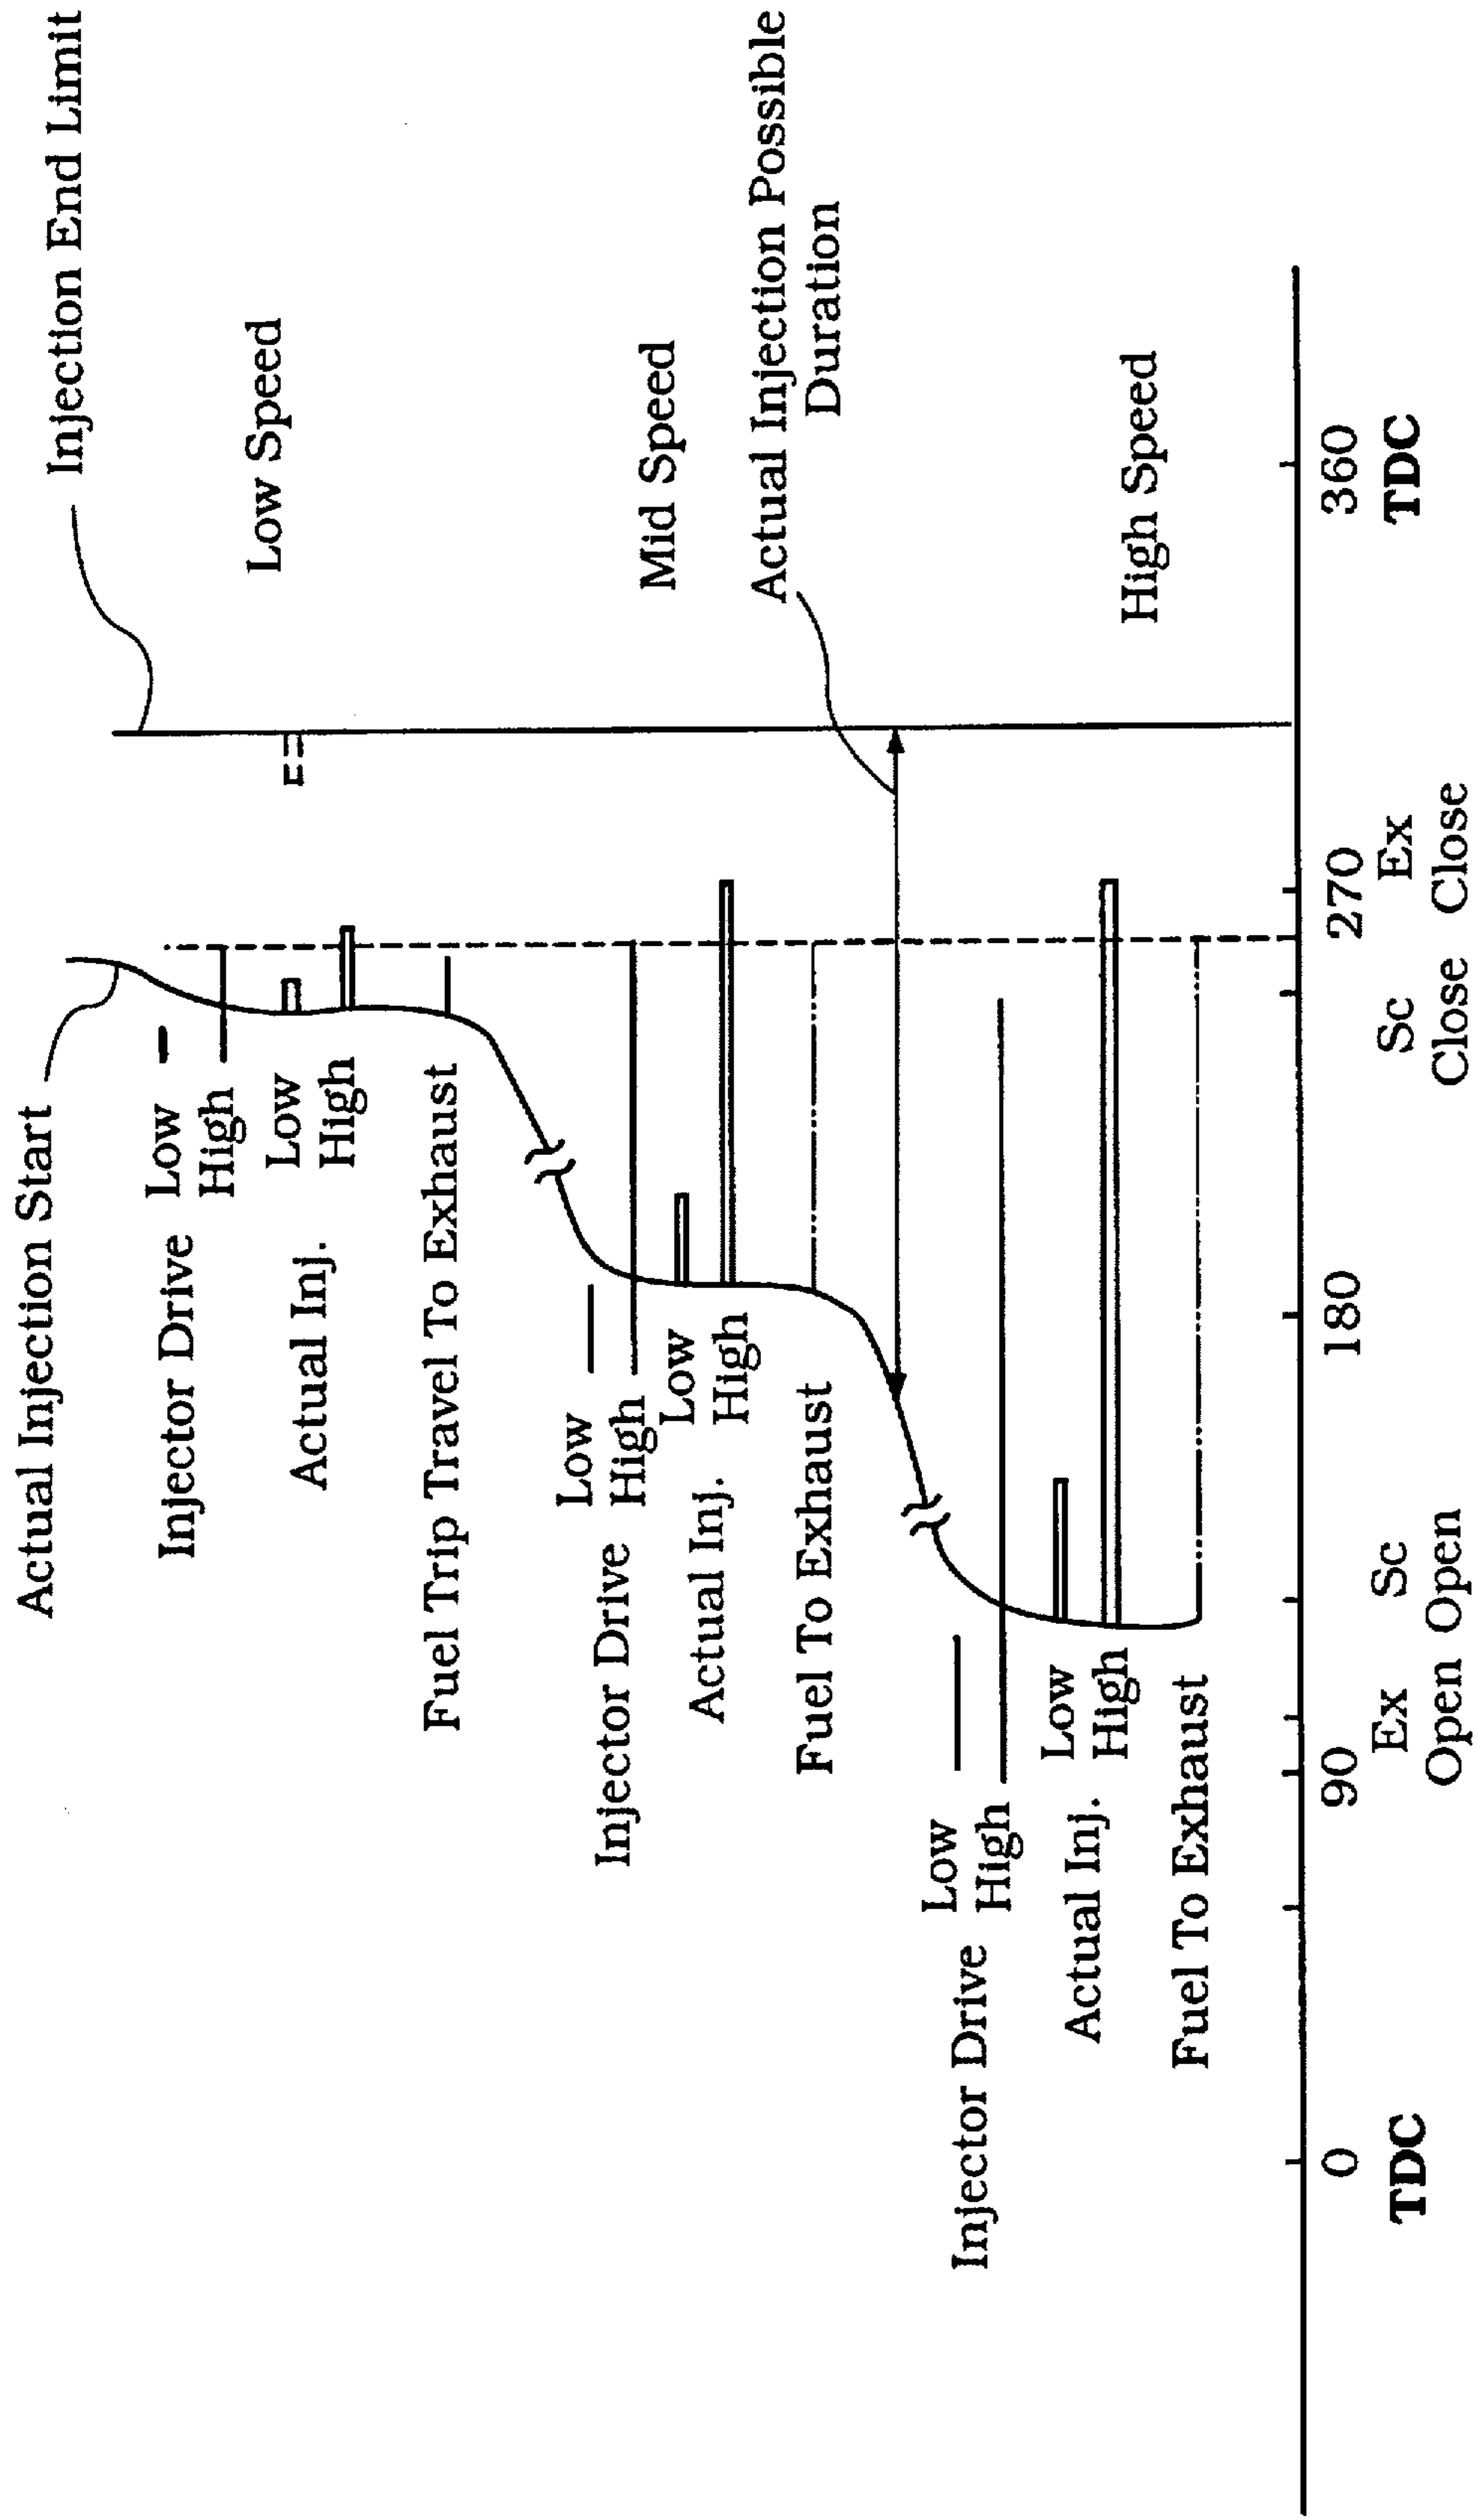 Actual Injection Start
Injection End Limit
Low
Injector Drive
High
Low Speed
Low
Actual Inj.
High
Fuel Trip Travel To Exhaust
Low
Injector Drive
High
Mid Speed
Low
Actual Inj.
High
Actual Injection Possible
Duration
Fuel To Exhaust
Low
Injector Drive
High
Low
Actual Inj.
High
High Speed
Fuel To Exhaust
0 90 180 270 360
TDC Ex Sc Sc Ex TDC
Open Open Close Close